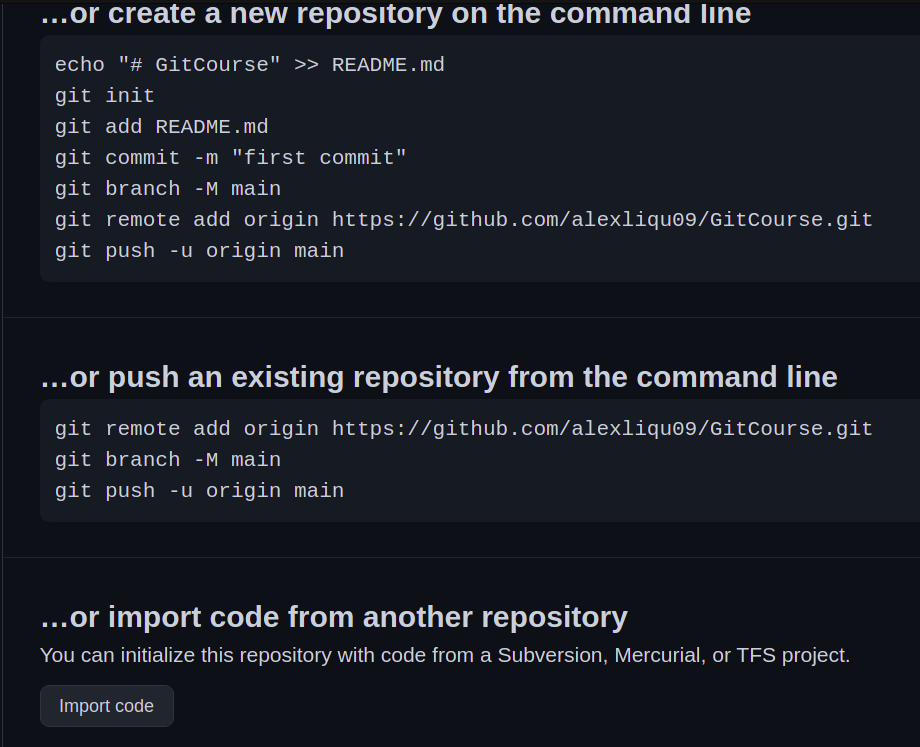 ...or create a new repository on the command line
echo "# GitCourse" >> README.md
git init
git add README.md
git commit -m "first commit"
git branch -M main
git remote add origin https://github.com/alexliqu09/GitCourse.git
git push -u origin main
...or push an existing repository from the command line
git remote add origin https://github.com/alexliqu09/GitCourse.git
git branch -M main
git push -u origin main
...or import code from another repository
You can initialize this repository with code from a Subversion, Mercurial, or TFS project.
Import code